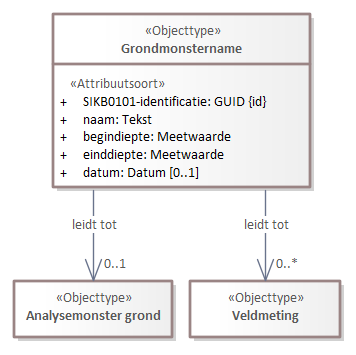 «Objecttype»
Grondmonstername
«Attribuutsoort»
+ SIKB0101-identificatie: GUID {id}
+ naam: Tekst
+ begindiepte: Meetwaarde
+ einddiepte: Meetwaarde
+ datum: Datum [0..1]
leidt tot leidt tot
0..1 0..*
«Objecttype» «Objecttype»
Analysemonster grond Veldmeting